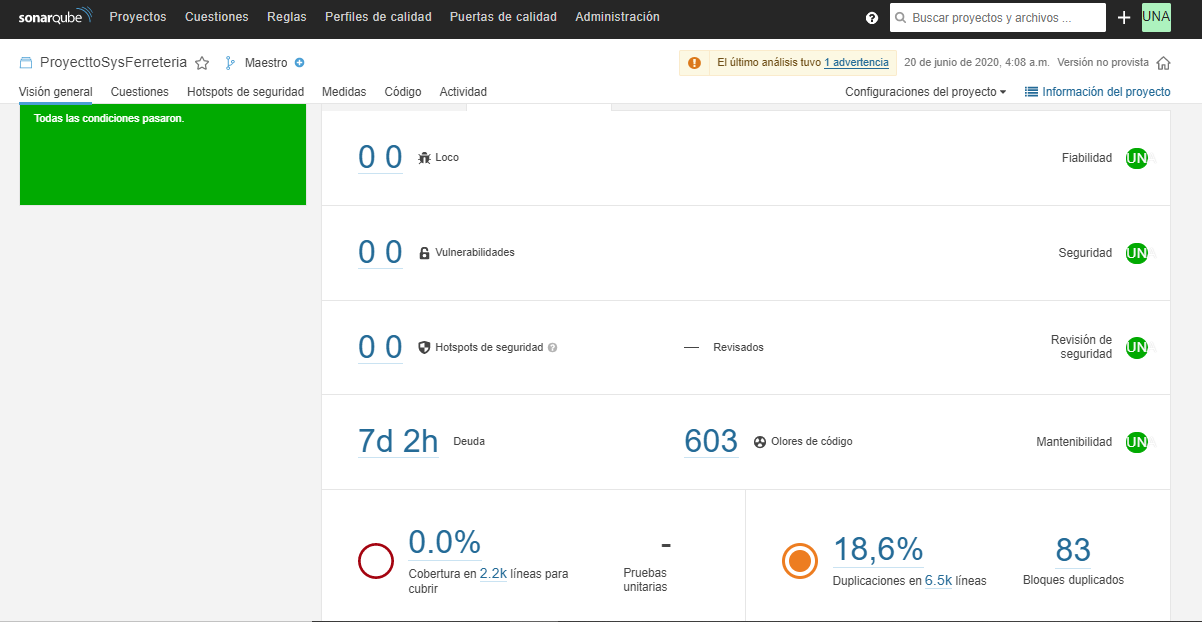 sonarqube Proyectos Cuestiones Reglas Perfiles de calidad Puertas de calidad Administración ? Buscar proyectos y archivos ... + UNA
ProyecttoSysFerreteria Maestro El último análisis tuvo 1 advertencia 20 de junio de 2020, 4:08 a.m. Versión no provista
Visión general Cuestiones Hotspots de seguridad Medidas Código Actividad Configuraciones del proyecto Información del proyecto
Todas las condiciones pasaron.
0 0 Loco Fiabilidad UN
0 0 Vulnerabilidades Seguridad UN
0 0 Hotspots de seguridad ? — Revisados Revisión de seguridad UN
7d 2h Deuda 603 Olores de código Mantenibilidad UN
0.0% - 18,6% 83
Cobertura en 2.2k líneas para cubrir Pruebas unitarias Duplicaciones en 6.5k líneas Bloques duplicados